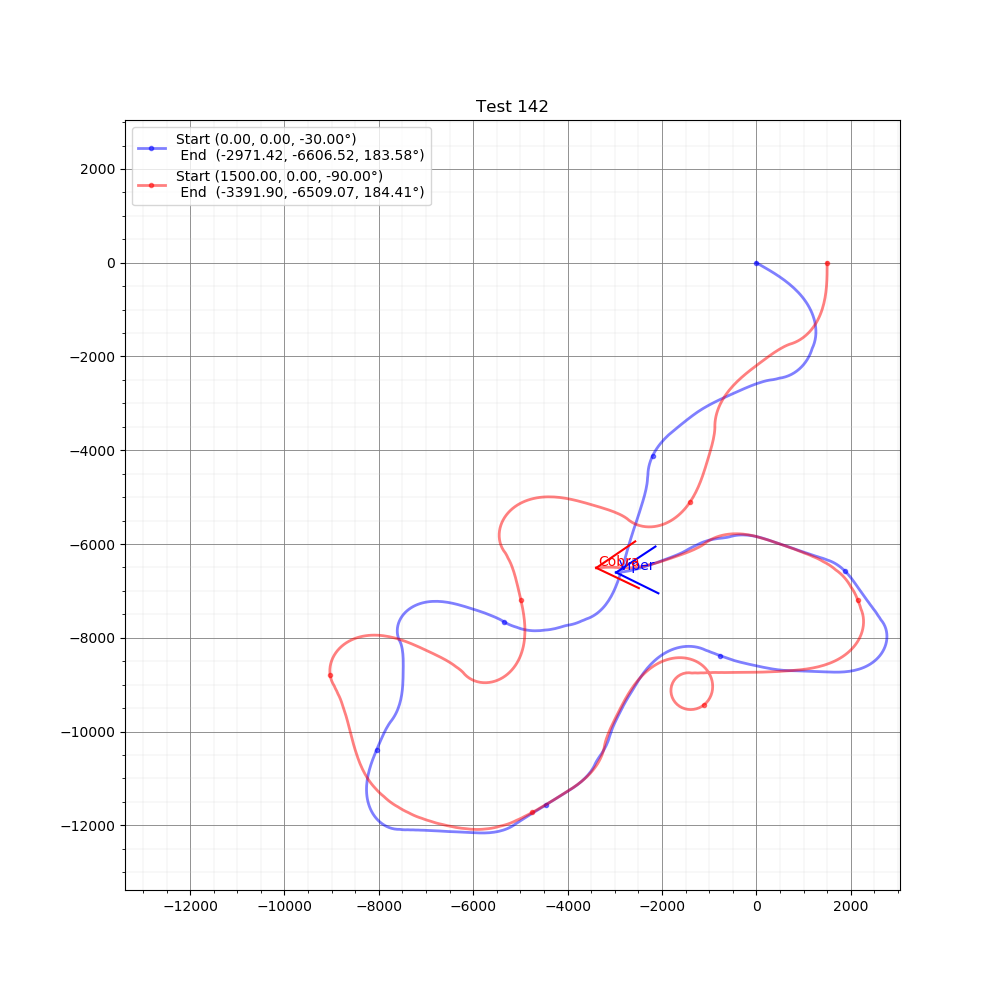 Test 142
Start (0.00, 0.00, -30.00°)
End (-2971.42, -6606.52, 183.58°)
Start (1500.00, 0.00, -90.00°)
End (-3391.90, -6509.07, 184.41°)
2000
0
−2000
−4000
−6000
−8000
−10000
−12000
Cobra
Viper
−12000 −10000 −8000 −6000 −4000 −2000 0 2000